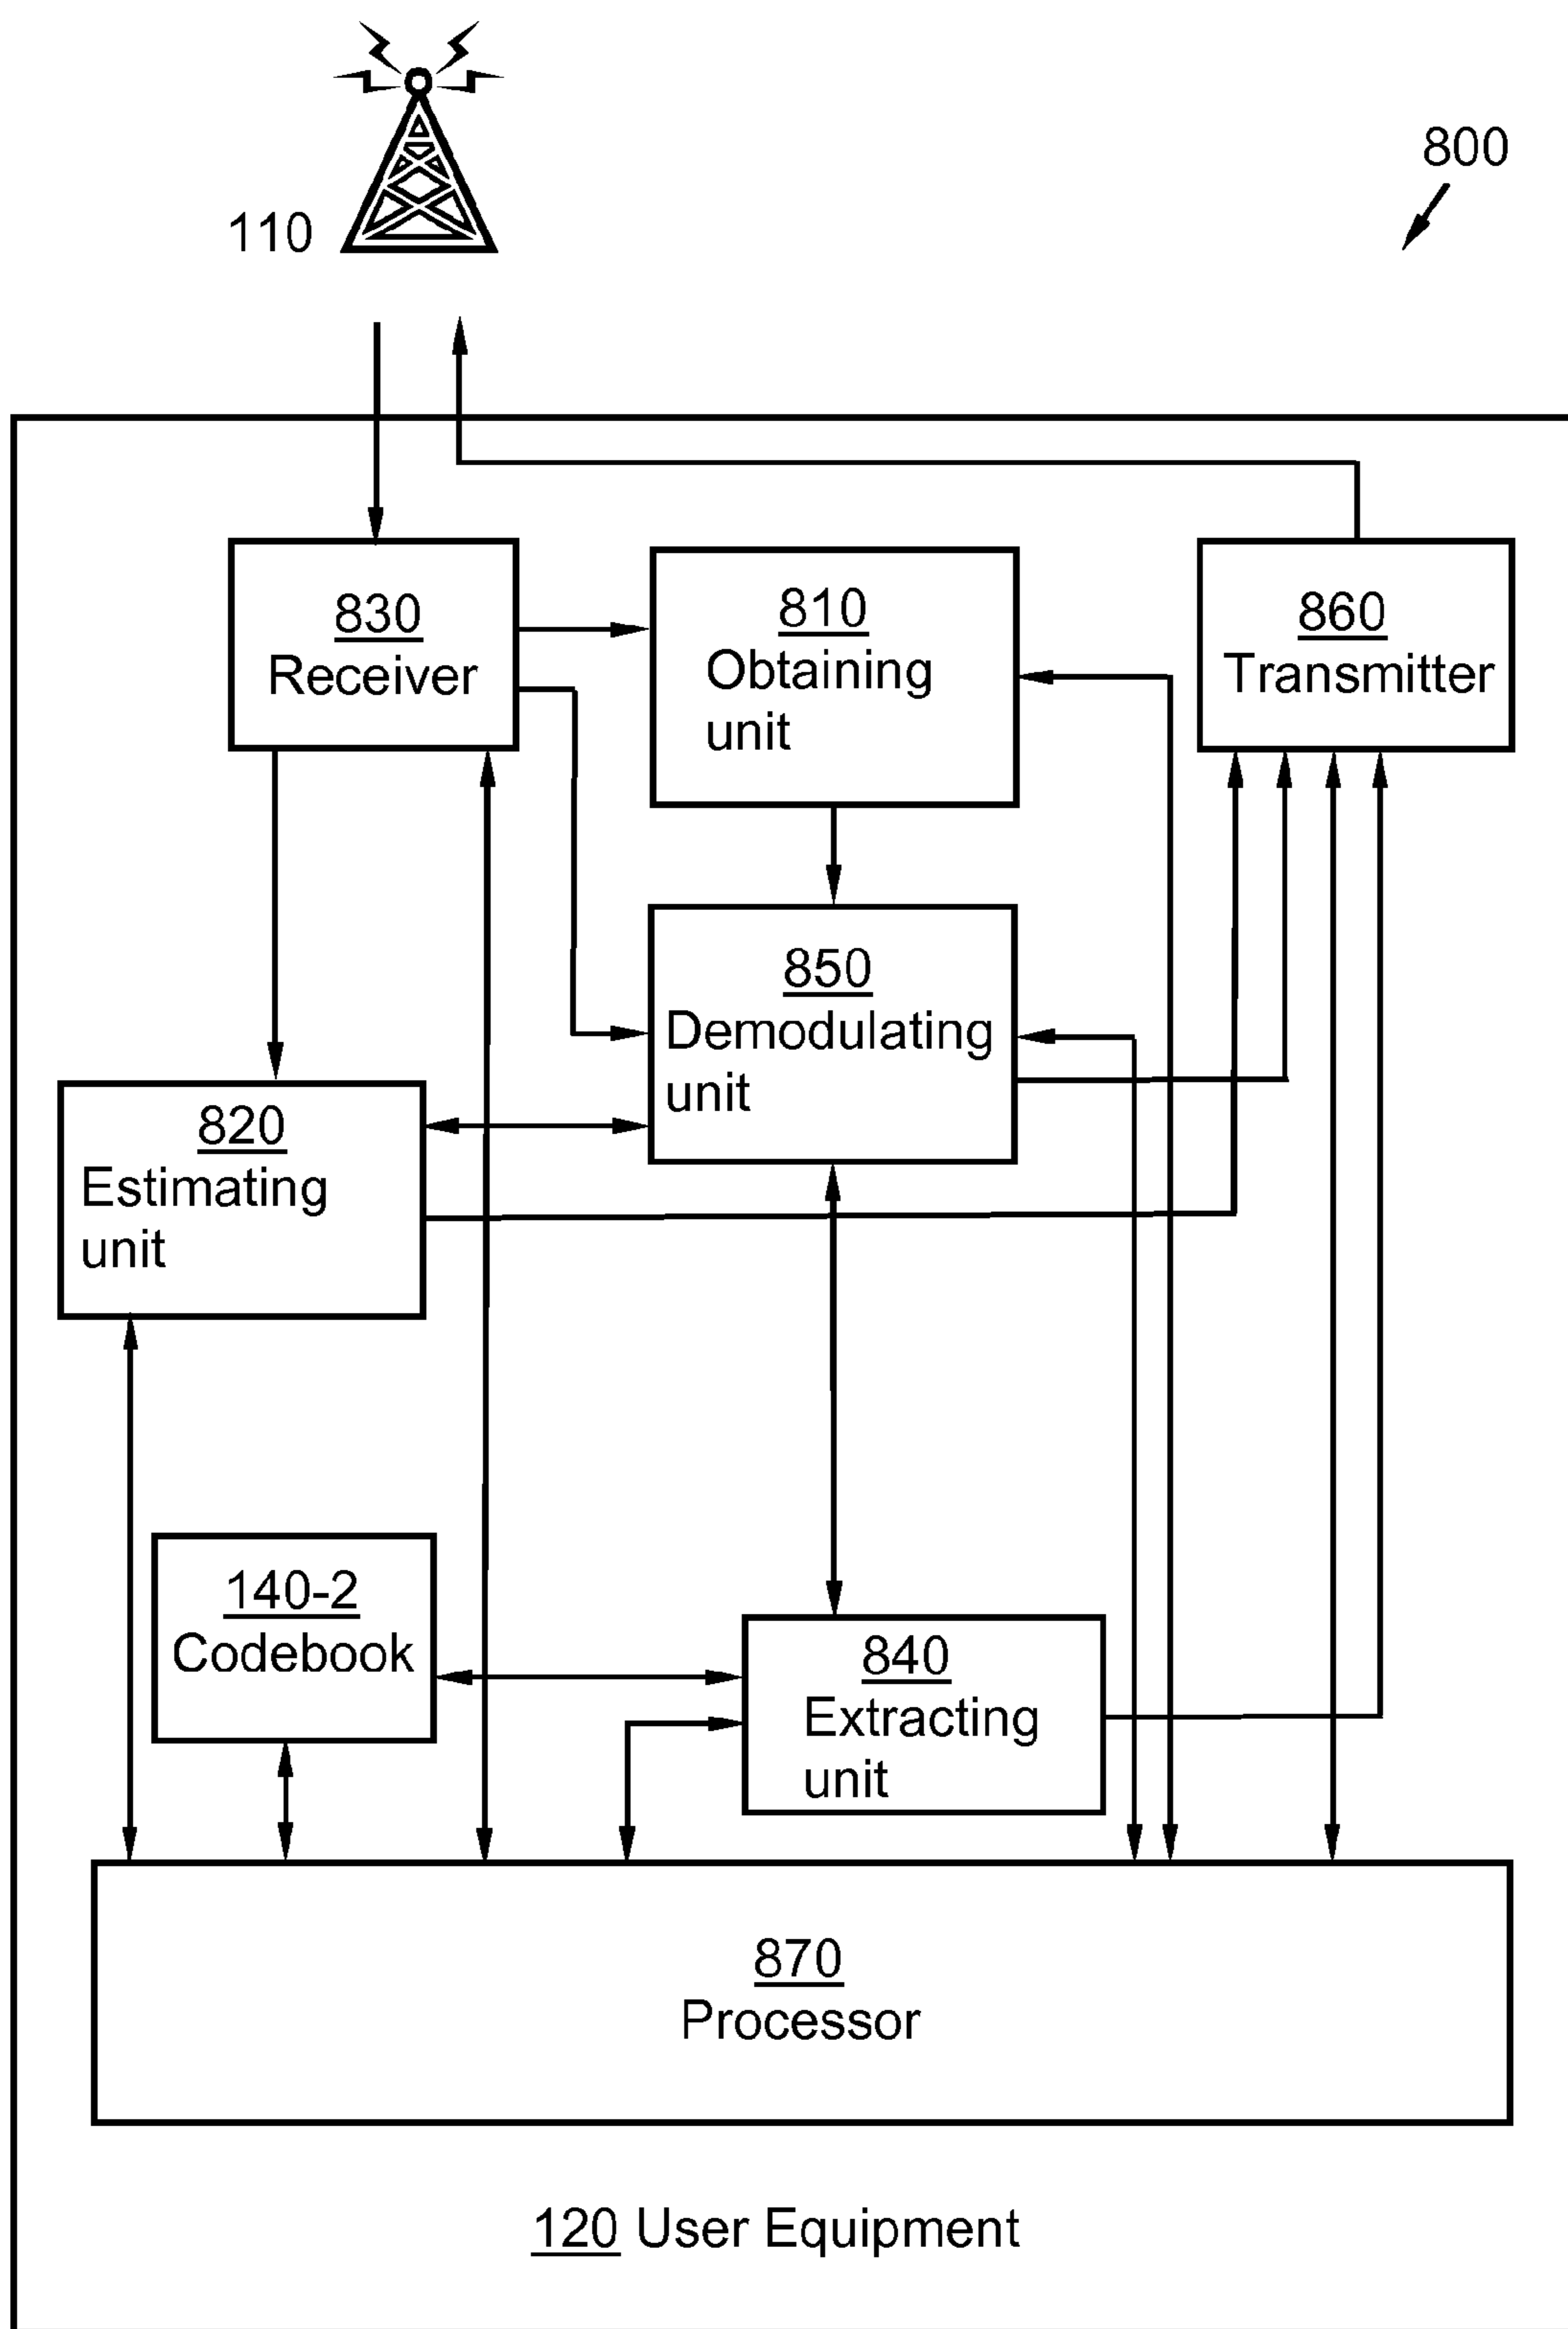 800
110
830
Receiver
810
Obtaining
unit
860
Transmitter
850
Demodulating
unit
820
Estimating
unit
140-2
Codebook
840
Extracting
unit
870
Processor
120 User Equipment